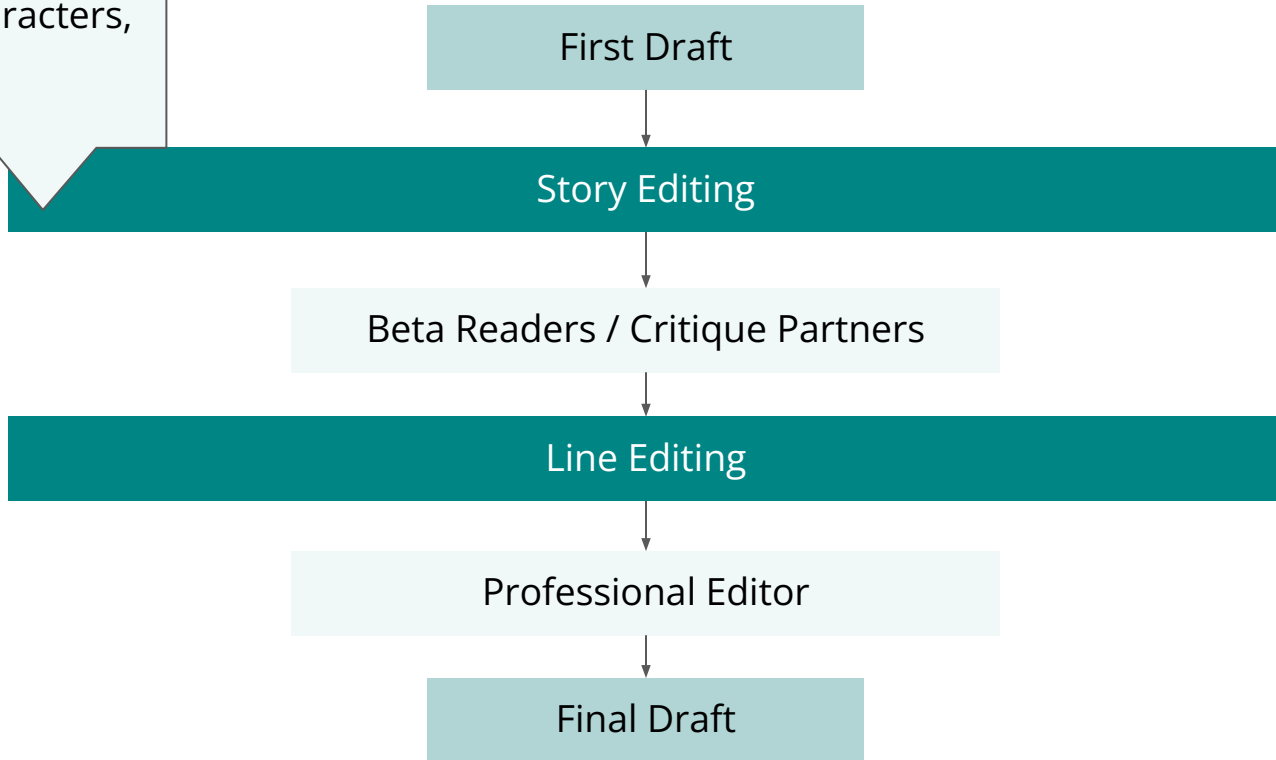 racters,
First Draft
Story Editing
Beta Readers / Critique Partners
Line Editing
Professional Editor
Final Draft